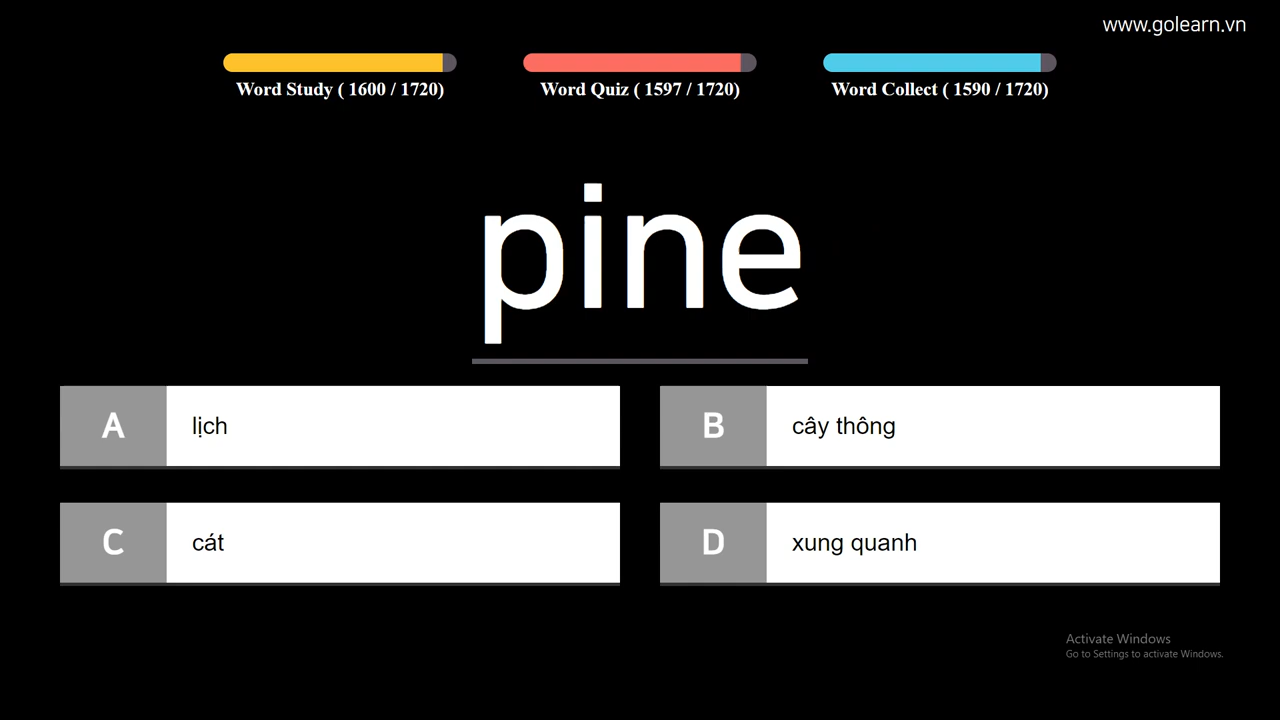 www.golearn.vn
Word Study ( 1600 / 1720)
Word Quiz ( 1597 / 1720)
Word Collect ( 1590 / 1720)
pine
A lịch
B cây thông
C cát
D xung quanh
Activate Windows
Go to Settings to activate Windows.